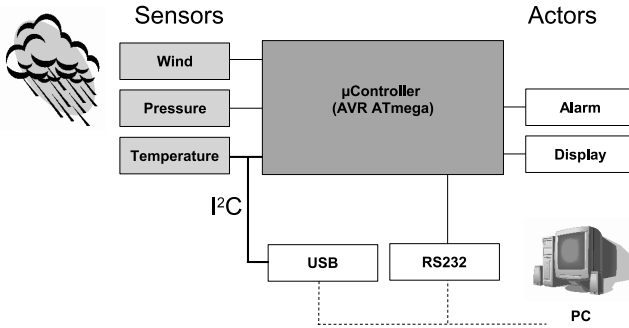 Sensors
Actors
Wind
Pressure
Temperature
µController
(AVR ATmega)
Alarm
Display
I²C
USB
RS232
PC